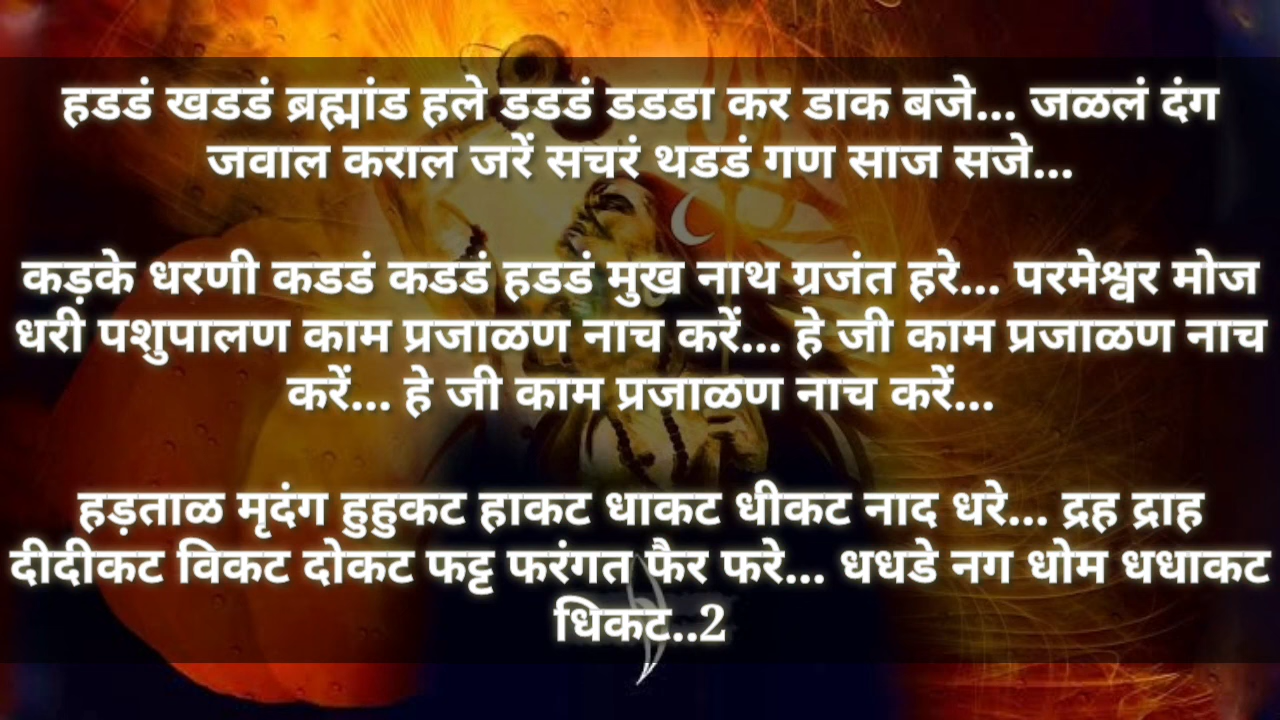 हडडं खडडं ब्रह्मांड हले डडडं डडडा कर डाक बजे... जळलं दंग
जवाल कराल जरें सचरं थडडं गण साज सजे...
कड़के धरणी कडडं कडडं हडडं मुख नाथ ग्रजंत हरे... परमेश्वर मोज
धरी पशुपालण काम प्रजाळण नाच करें... हे जी काम प्रजाळण नाच
करें... हे जी काम प्रजाळण नाच करें...
हड़ताळ मृदंग हुहुकट हाकट धाकट धीकट नाद धरे... द्रह द्राह
दीदीकट विकट दोकट फट्ट फरंगत फैर फरे... धधडे नग धोम धधाकट
धिकट..2